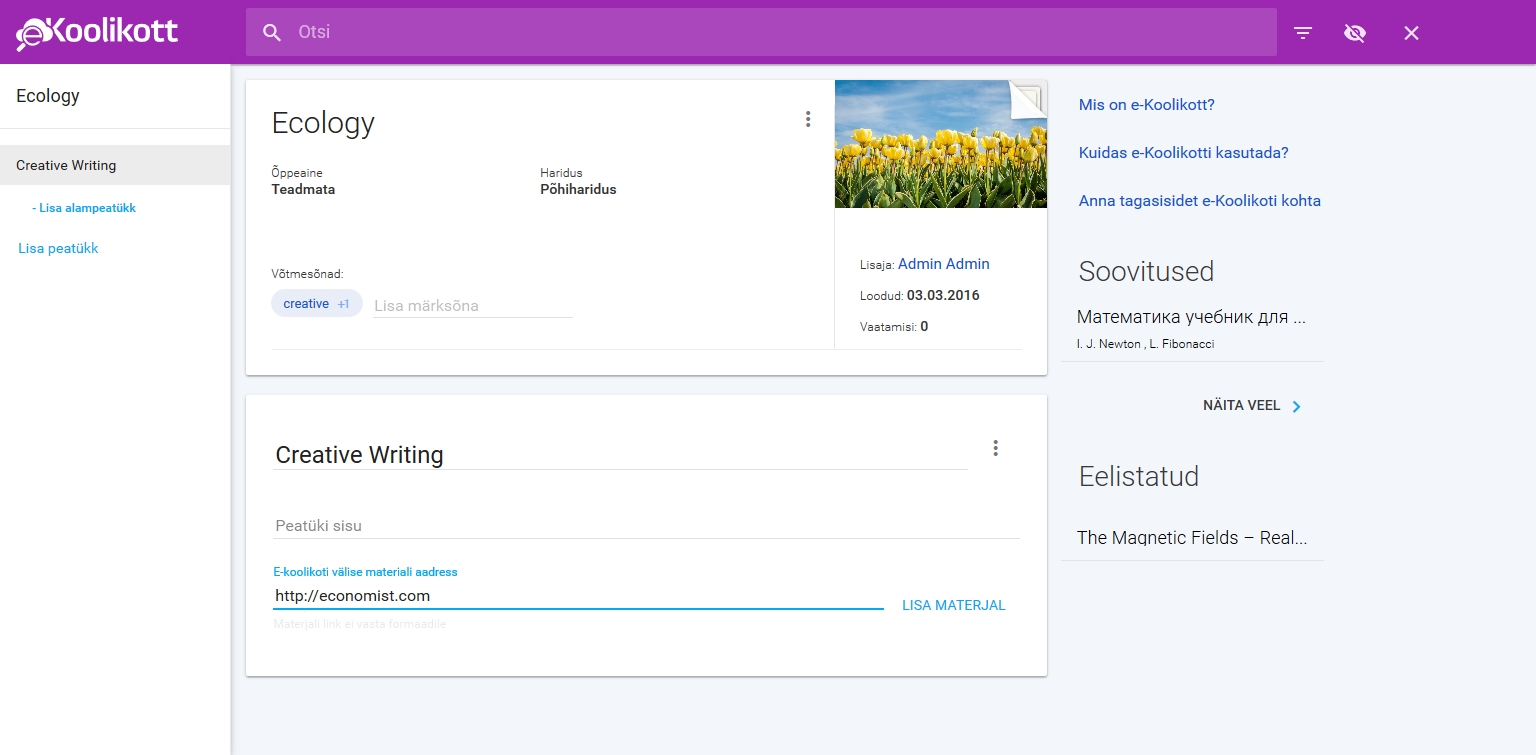 e-Koolikott
Otsi
Ecology
Creative Writing
- Lisa alampeatükk
Lisa peatükk
Ecology
Õppeaine
Teadmata
Haridus
Põhiharidus
Võtmesõnad:
creative +1
Lisa märksõna
Lisaja: Admin Admin
Loodud: 03.03.2016
Vaatamisi: 0
Creative Writing
Peatüki sisu
E-koolikoti välise materiali aadress
http://economist.com
LISA MATERJAL
Materjali link ei vasta formaadile
Mis on e-Koolikott?
Kuidas e-Koolikotti kasutada?
Anna tagasisidet e-Koolikoti kohta
Soovitused
Математика учебник для ...
I. J. Newton , L. Fibonacci
NÄITA VEEL
Eelistatud
The Magnetic Fields – Real...